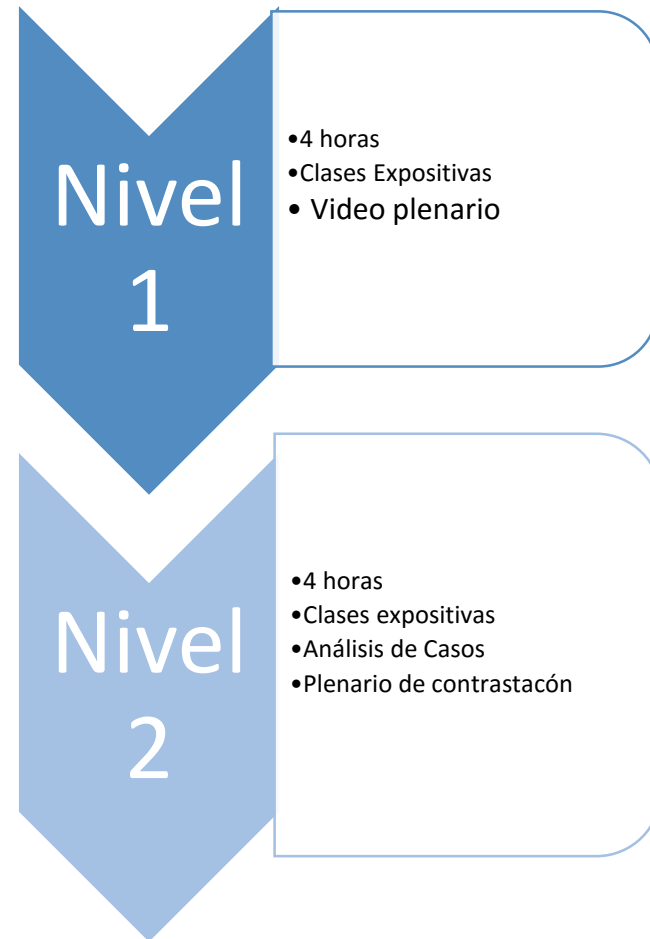 Nivel
1
•4 horas
•Clases Expositivas
• Video plenario
Nivel
2
•4 horas
•Clases expositivas
•Análisis de Casos
•Plenario de contrastacón